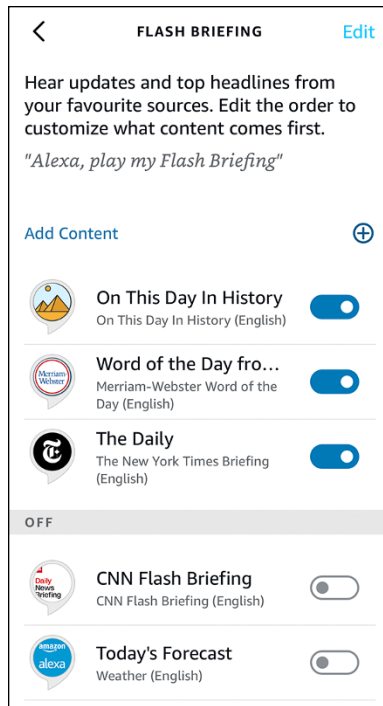 FLASH BRIEFING
Edit
Hear updates and top headlines from
your favourite sources. Edit the order to
customize what content comes first.
"Alexa, play my Flash Briefing"
Add Content
On This Day In History
On This Day In History (English)
Merriam-
Webster
Word of the Day fro...
Merriam-Webster Word of the
Day (English)
The Daily
The New York Times Briefing
(English)
OFF
Daily
News
Briefing
CNN Flash Briefing
CNN Flash Briefing (English)
amazon
alexa
Today's Forecast
Weather (English)